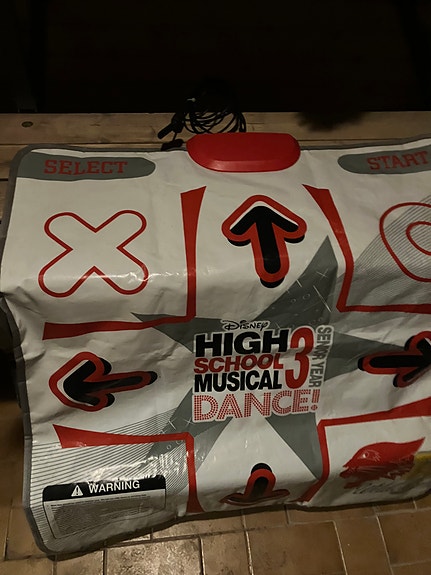 SELECT
START
Disney
HIGH
SCHOOL
MUSICAL 3
SENIOR YEAR
DANCE!
WARNING